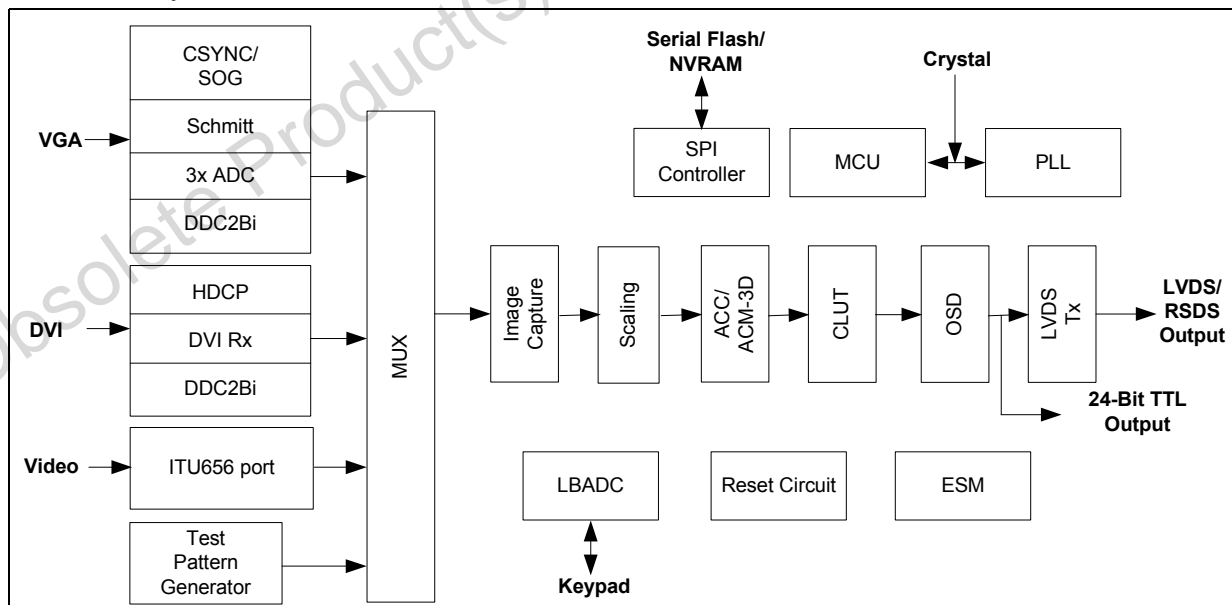 CSYNC/
SOG
Schmitt
3x ADC
DDC2Bi
VGA
HDCP
DVI Rx
DDC2Bi
DVI
ITU656 port
Video
Test
Pattern
Generator
MUX
Serial Flash/
NVRAM
SPI
Controller
Crystal
MCU
PLL
Image
Capture
Scaling
ACC/
ACM-3D
CLUT
OSD
LVDS
Tx
LVDS/
RSDS
Output
24-Bit TTL
Output
LBADC
Keypad
Reset Circuit
ESM
Obsolete Product(s)